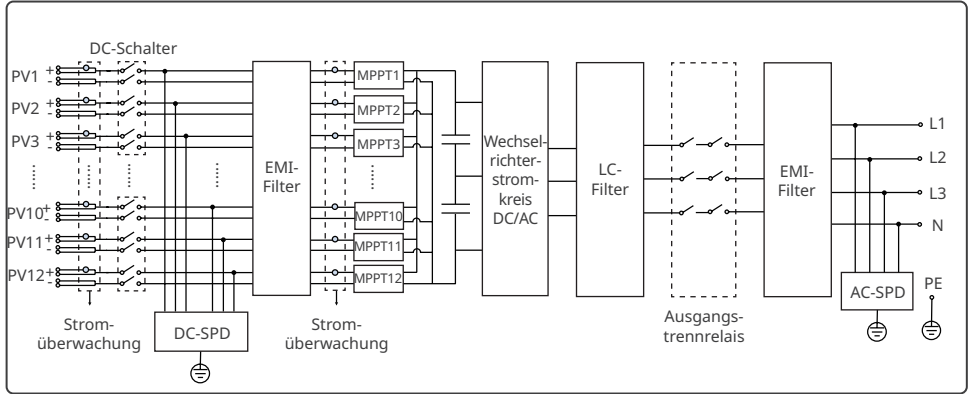 DC-Schalter
PV1
+
-
PV2
+
-
PV3
+
-
PV10
+
-
PV11
+
-
PV12
+
-
Strom-
überwachung
DC-SPD
EMI-
Filter
Strom-
überwachung
MPPT1
MPPT2
MPPT3
MPPT10
MPPT11
MPPT12
Wechsel-
richter-
strom-
kreis
DC/AC
LC-
Filter
Ausgangs-
trennrelais
EMI-
Filter
L1
L2
L3
N
AC-SPD
PE